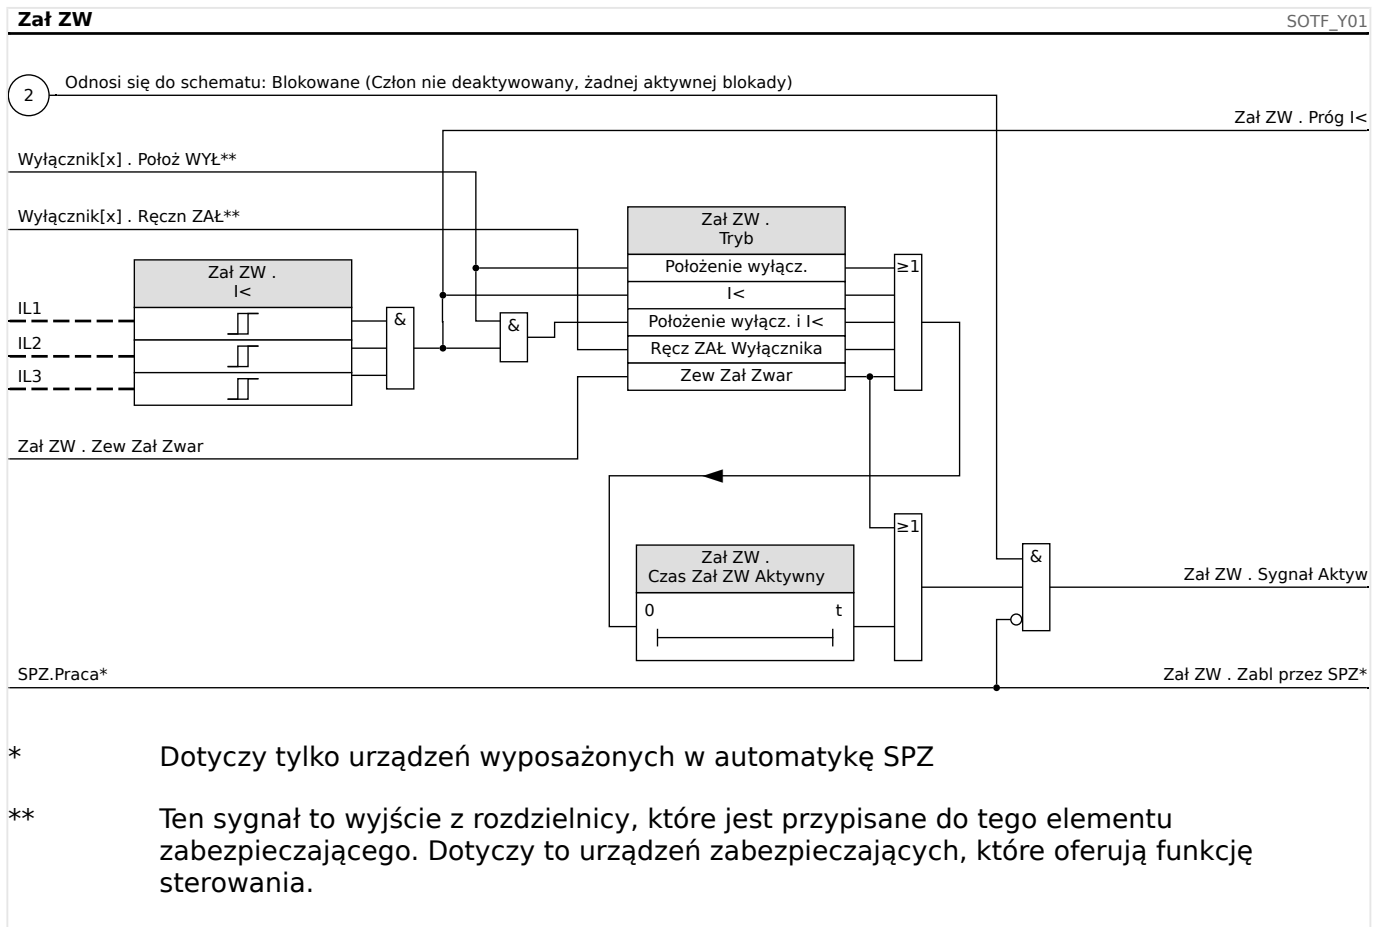 Zał ZW
SOTF_Y01
2
Odnosi się do schematu: Blokowane (Człon nie deaktywowany, żadnej aktywnej blokady)
Zał ZW . Próg I<
Wyłącznik[x] . Położ WYŁ**
Wyłącznik[x] . Ręczn ZAŁ**
Zał ZW .
Tryb
Położenie wyłącz.
I<
Położenie wyłącz. i I<
Ręcz ZAŁ Wyłącznika
Zew Zał Zwar
≥1
Zał ZW .
I<
IL1
IL2
IL3
&
&
Zał ZW . Zew Zał Zwar
Zał ZW .
Czas Zał ZW Aktywny
0
t
≥1
&
Zał ZW . Sygnał Aktyw
SPZ.Praca*
Zał ZW . Zabl przez SPZ*
* Dotyczy tylko urządzeń wyposażonych w automatykę SPZ
** Ten sygnał to wyjście z rozdzielnicy, które jest przypisane do tego elementu
zabezpieczającego. Dotyczy to urządzeń zabezpieczających, które oferują funkcję
sterowania.